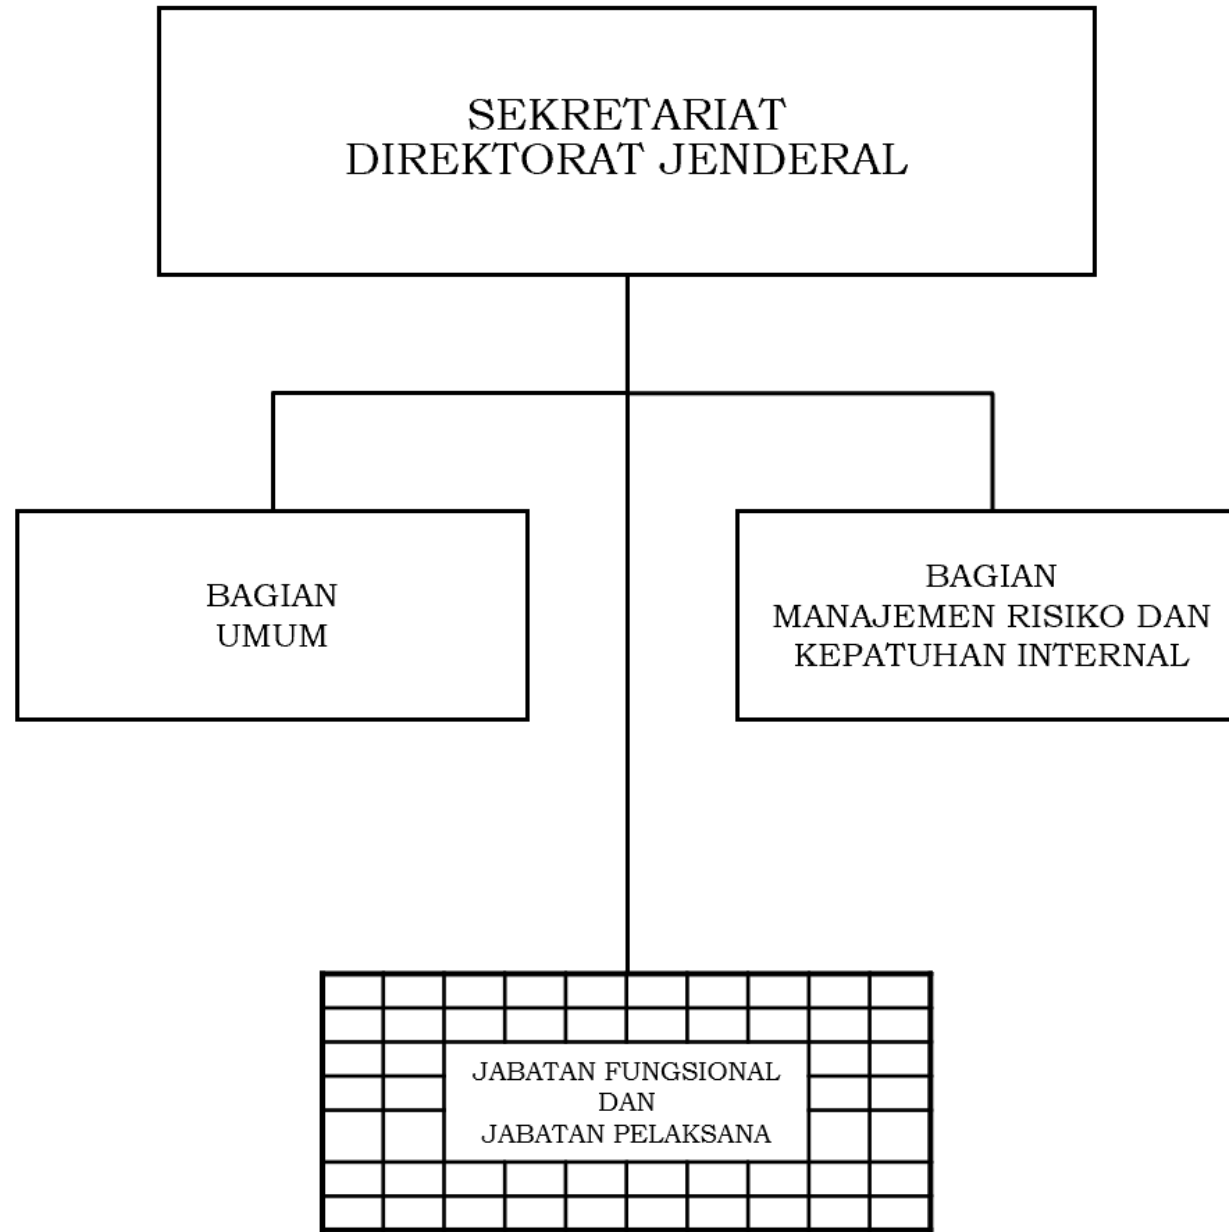 SEKRETARIAT
DIREKTORAT JENDERAL
BAGIAN
UMUM
BAGIAN
MANAJEMEN RISIKO DAN
KEPATUHAN INTERNAL
JABATAN FUNGSIONAL
DAN
JABATAN PELAKSANA